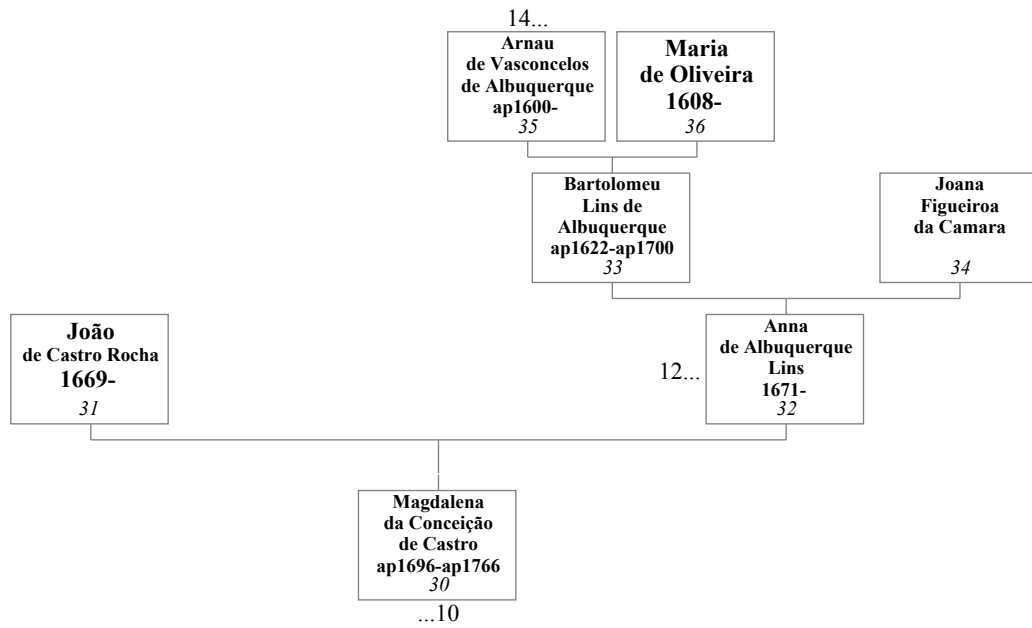 14...
Arnau
de Vasconcelos
de Albuquerque
ap1600-
35
Maria
de Oliveira
1608-
36
Bartolomeu
Lins de
Albuquerque
ap1622-ap1700
33
Joana
Figueiroa
da Camara
34
João
de Castro Rocha
1669-
31
12...
Anna
de Albuquerque
Lins
1671-
32
Magdalena
da Conceição
de Castro
ap1696-ap1766
30
...10